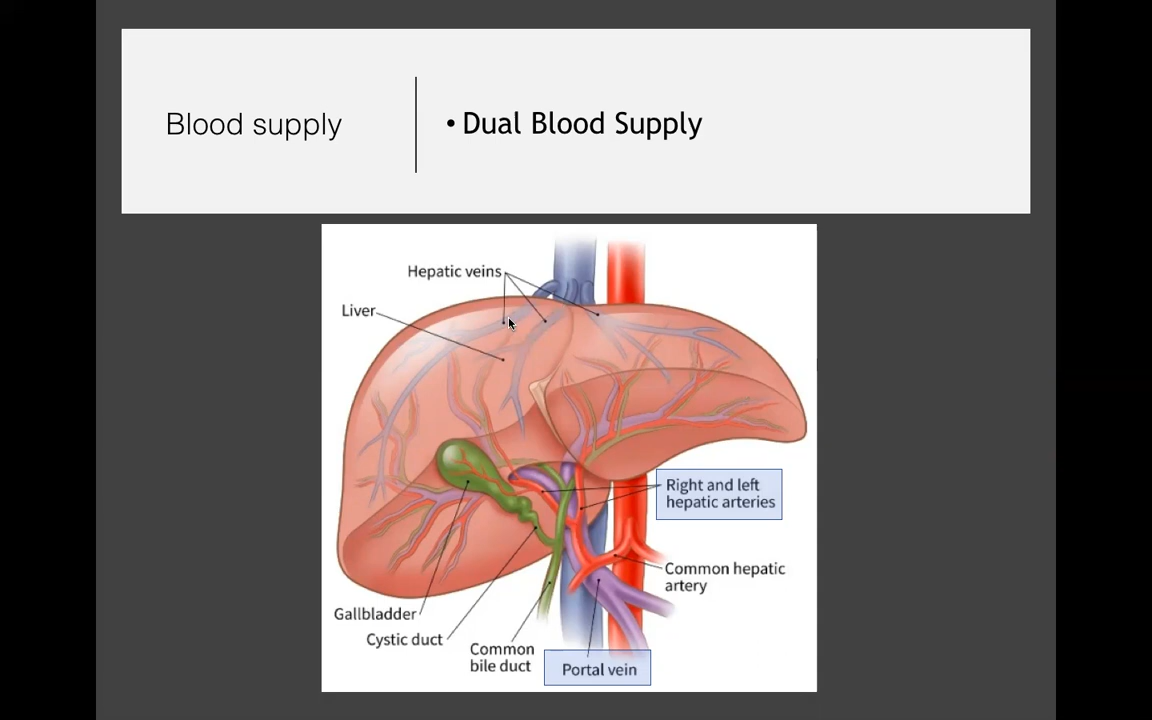 Blood supply
• Dual Blood Supply
Hepatic veins
Liver
Right and left
hepatic arteries
Common hepatic
artery
Gallbladder
Cystic duct
Common
bile duct
Portal vein